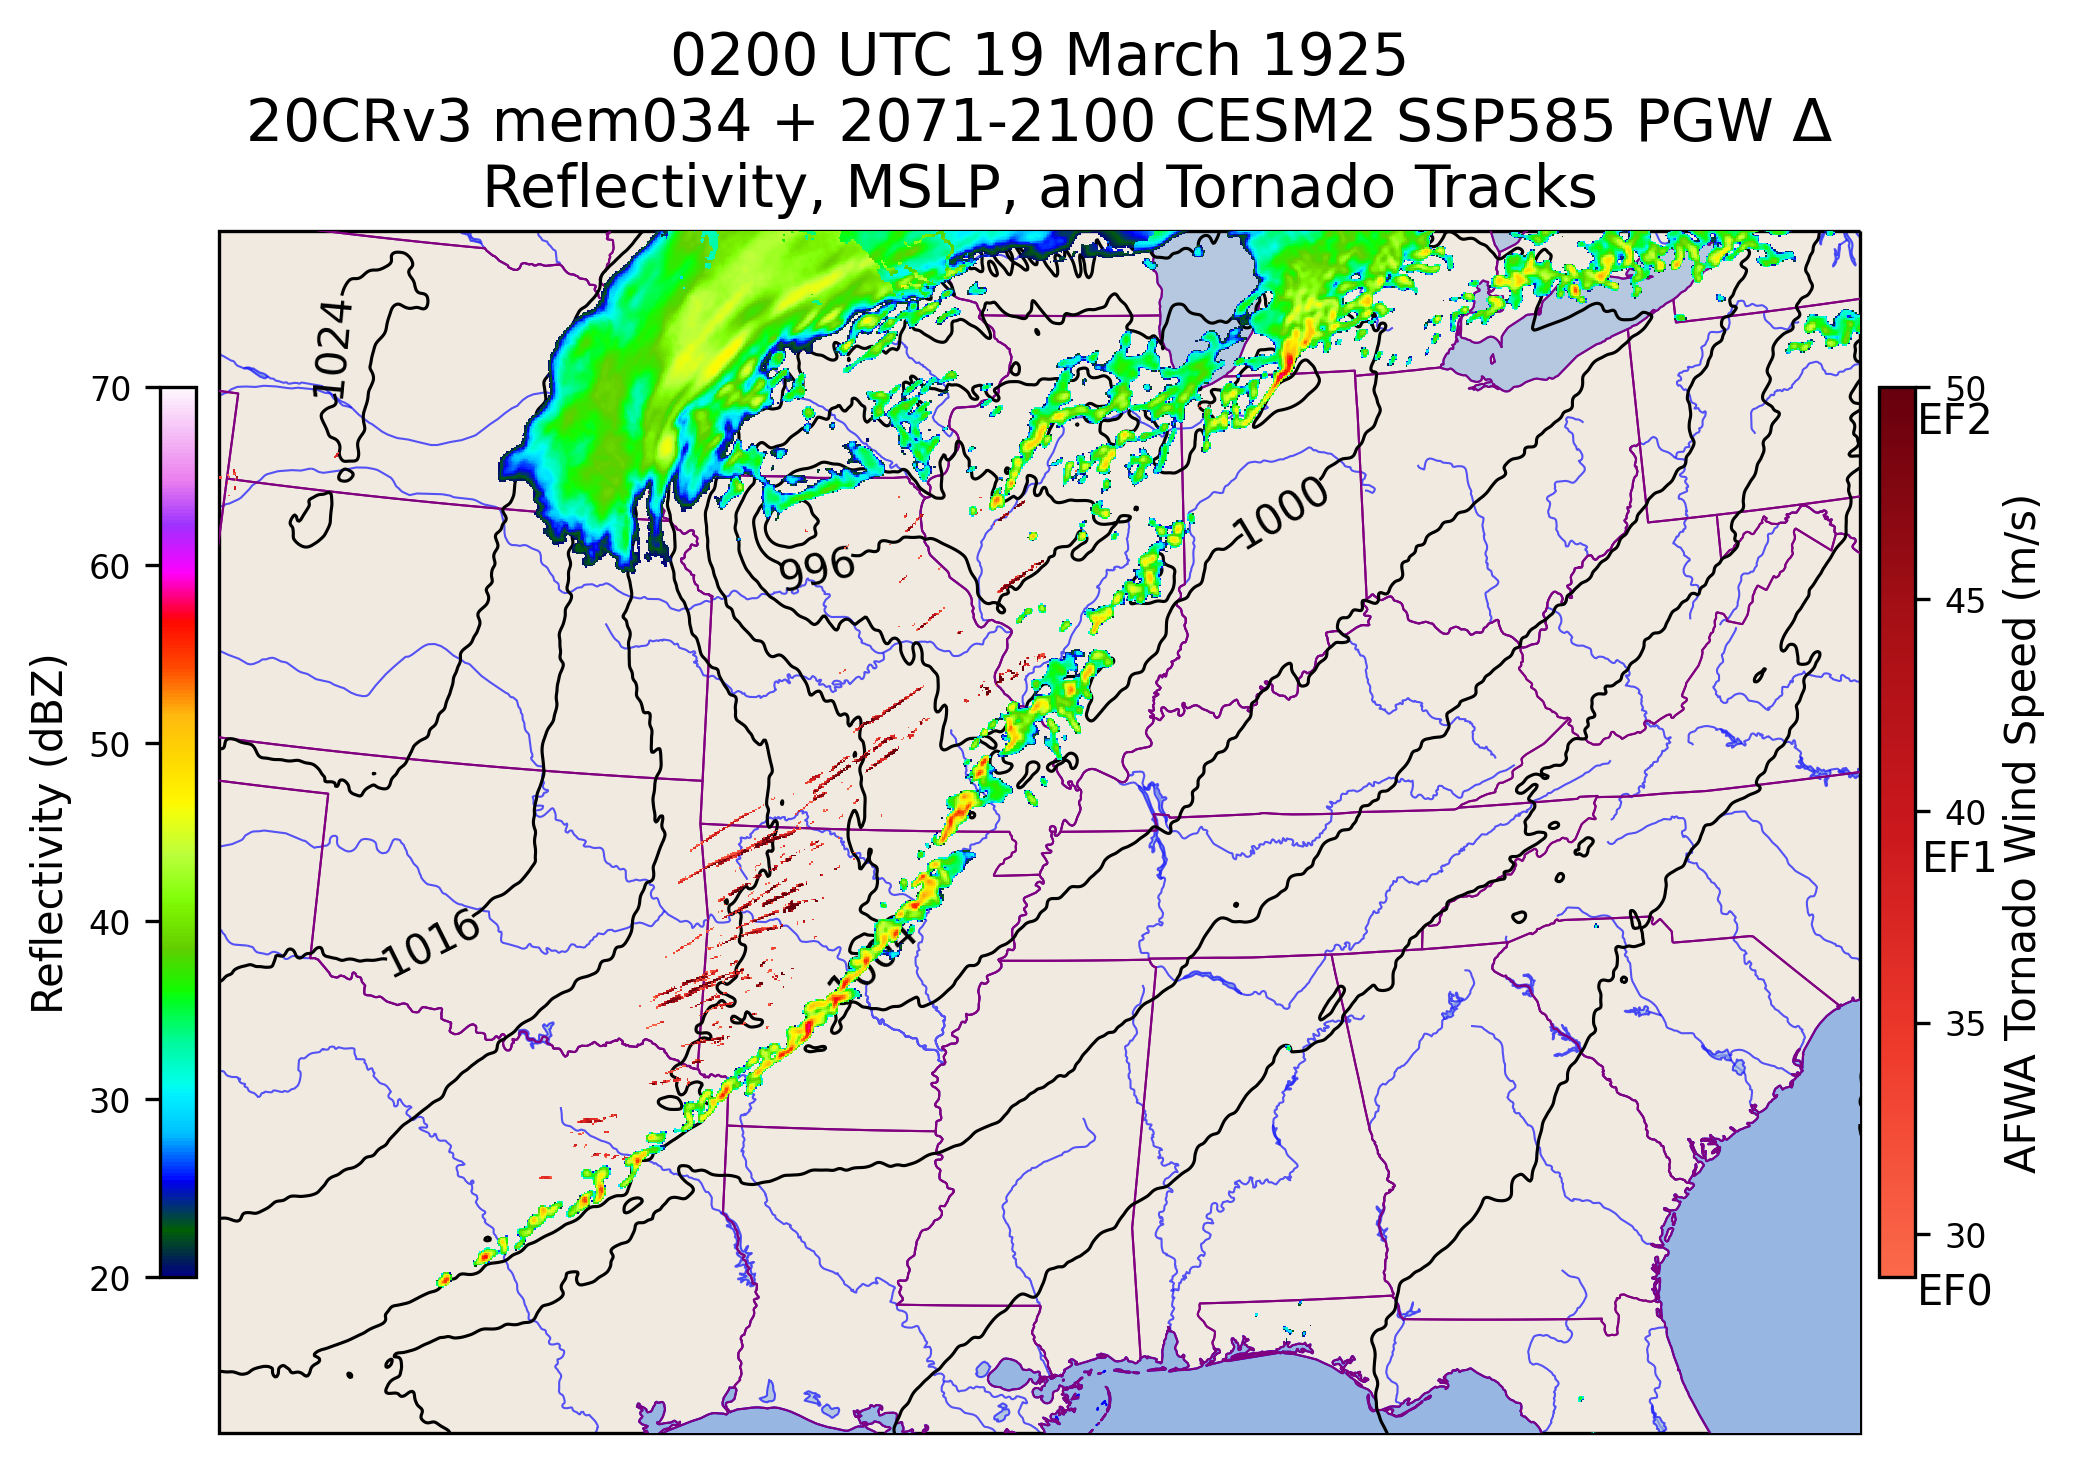 0200 UTC 19 March 1925
20CRv3 mem034 + 2071-2100 CESM2 SSP585 PGW Δ
Reflectivity, MSLP, and Tornado Tracks
1024
996
1000
1016
70
60
50
40
30
20
Reflectivity (dBZ)
50
EF2
45
40
EF1
35
30
EF0
AFWA Tornado Wind Speed (m/s)